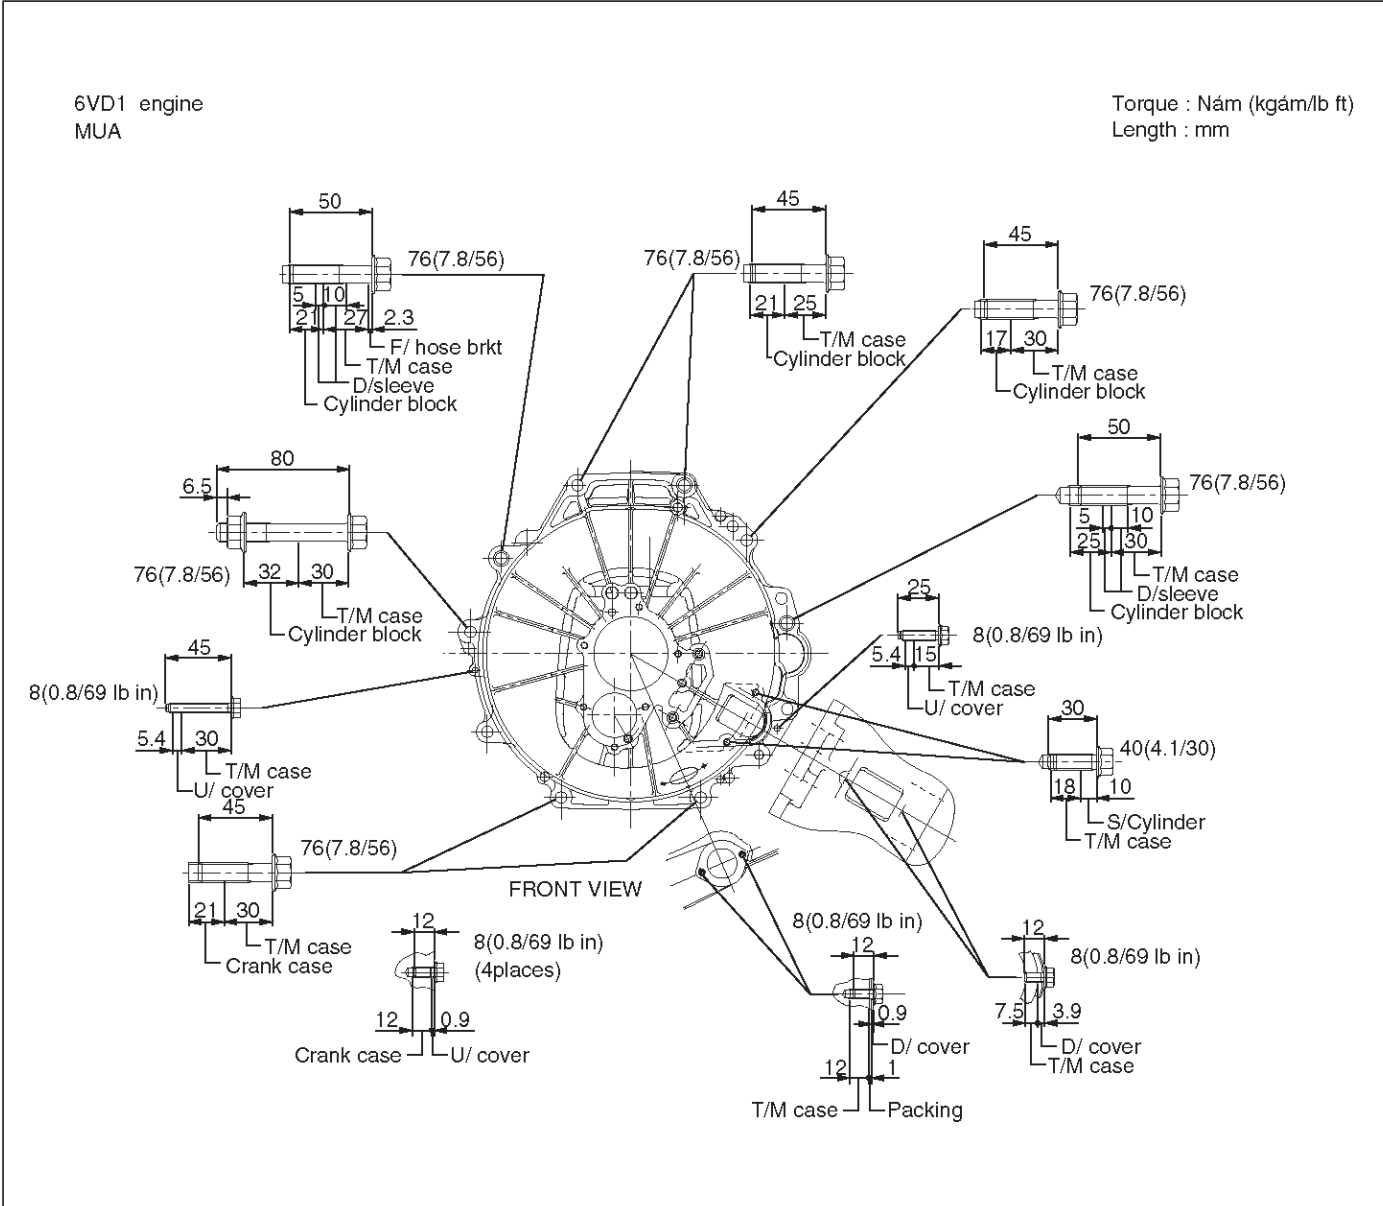 6VD1 engine
MUA
Torque : Nám (kgám/lb ft)
Length : mm
50
76(7.8/56)
5 10
21 27 2.3
F/ hose brkt
T/M case
D/sleeve
Cylinder block
45
76(7.8/56)
21 25
T/M case
Cylinder block
45
76(7.8/56)
17 30
T/M case
Cylinder block
80
6.5
76(7.8/56)
32 30
T/M case
Cylinder block
50
76(7.8/56)
5 10
25 30
T/M case
D/sleeve
Cylinder block
25
8(0.8/69 lb in)
5.4 15
T/M case
U/ cover
45
8(0.8/69 lb in)
5.4 30
T/M case
U/ cover
30
40(4.1/30)
18 10
S/Cylinder
T/M case
45
76(7.8/56)
21 30
T/M case
Crank case
FRONT VIEW
12
8(0.8/69 lb in)
(4places)
12 0.9
Crank case U/ cover
8(0.8/69 lb in)
12
0.9
D/ cover
12 1
T/M case Packing
12
8(0.8/69 lb in)
7.5 3.9
D/ cover
T/M case